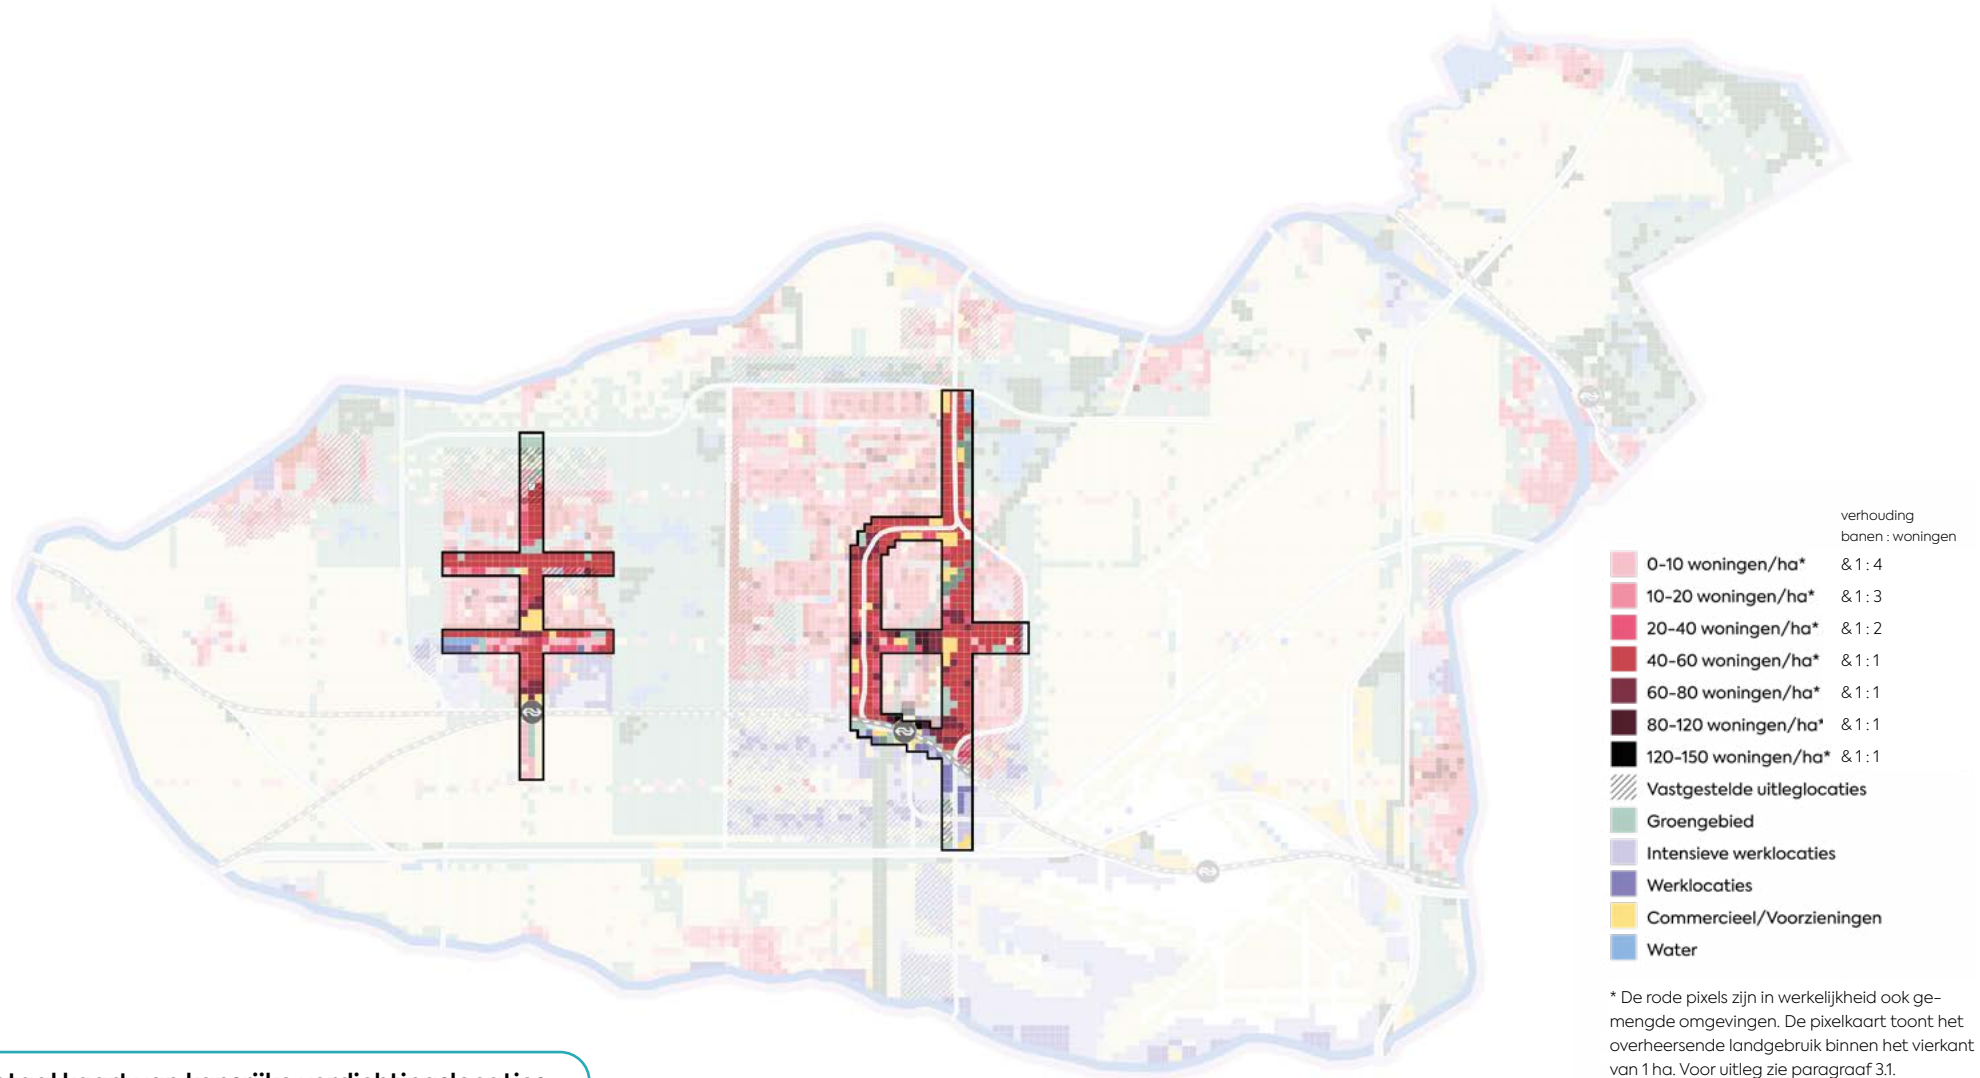 verhouding
banen : woningen
0-10 woningen/ha* & 1 : 4
10-20 woningen/ha* & 1 : 3
20-40 woningen/ha* & 1 : 2
40-60 woningen/ha* & 1 : 1
60-80 woningen/ha* & 1 : 1
80-120 woningen/ha* & 1 : 1
120-150 woningen/ha* & 1 : 1
Vastgestelde uitleglocaties
Groengebied
Intensieve werklocaties
Werklocaties
Commercieel/Voorzieningen
Water
* De rode pixels zijn in werkelijkheid ook ge-
mengde omgevingen. De pixelkaart toont het
overheersende landgebruik binnen het vierkant
van 1 ha. Voor uitleg zie paragraaf 3.1.